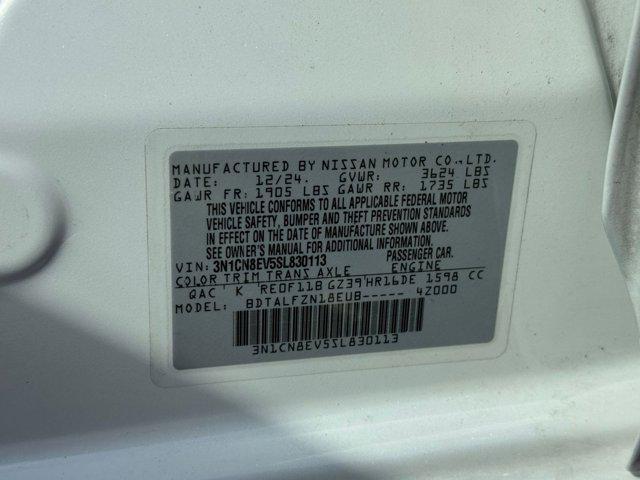 MANUFACTURED BY NISSAN MOTOR CO., LTD.
DATE: 12/24. GVWR: 3624 LBS
GAWR FR: 1905 LBS GAWR RR: 1735 LBS
THIS VEHICLE CONFORMS TO ALL APPLICABLE FEDERAL MOTOR
VEHICLE SAFETY, BUMPER AND THEFT PREVENTION STANDARDS
IN EFFECT ON THE DATE OF MANUFACTURE SHOWN ABOVE.
SEE OWNER MANUAL FOR ADDITIONAL INFORMATION.
VIN: 3N1CN8EV5SL830113 PASSENGER CAR.
COLOR TRIM TRANS AXLE ENGINE
QAC' K 'RE0F11B GZ39'HR16DE 1598 CC
MODEL: BDTALFZN18EUB----- 4Z000
3N1CN8EV5SL830113